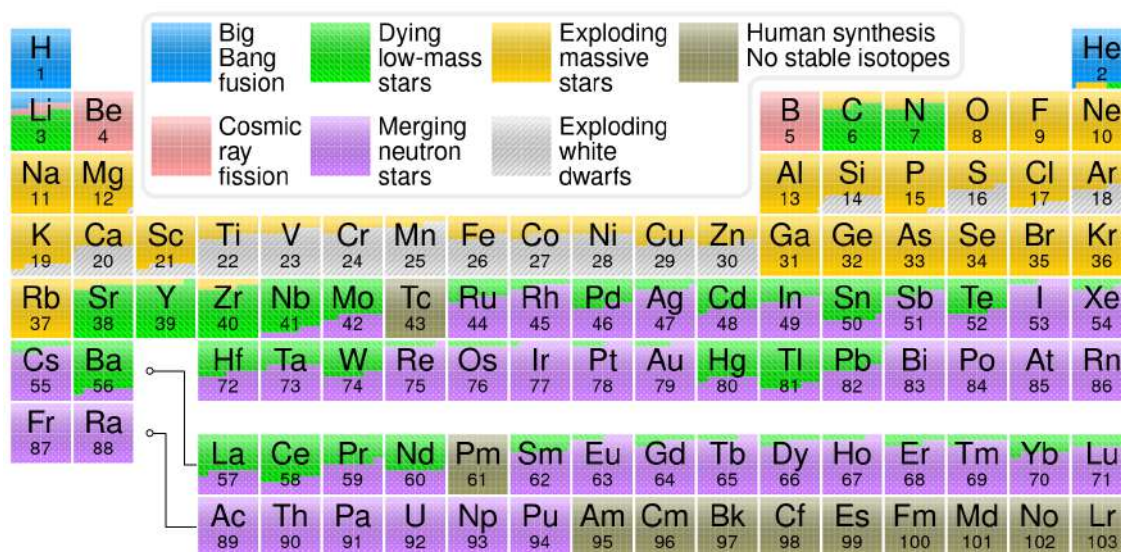 Big Bang fusion
Dying low-mass stars
Exploding massive stars
Human synthesis No stable isotopes
Cosmic ray fission
Merging neutron stars
Exploding white dwarfs
H He
1 2
Li Be B C N O F Ne
3 4 5 6 7 8 9 10
Na Mg Al Si P S Cl Ar
11 12 13 14 15 16 17 18
K Ca Sc Ti V Cr Mn Fe Co Ni Cu Zn Ga Ge As Se Br Kr
19 20 21 22 23 24 25 26 27 28 29 30 31 32 33 34 35 36
Rb Sr Y Zr Nb Mo Tc Ru Rh Pd Ag Cd In Sn Sb Te I Xe
37 38 39 40 41 42 43 44 45 46 47 48 49 50 51 52 53 54
Cs Ba Hf Ta W Re Os Ir Pt Au Hg Tl Pb Bi Po At Rn
55 56 72 73 74 75 76 77 78 79 80 81 82 83 84 85 86
Fr Ra
87 88
La Ce Pr Nd Pm Sm Eu Gd Tb Dy Ho Er Tm Yb Lu
57 58 59 60 61 62 63 64 65 66 67 68 69 70 71
Ac Th Pa U Np Pu Am Cm Bk Cf Es Fm Md No Lr
89 90 91 92 93 94 95 96 97 98 99 100 101 102 103